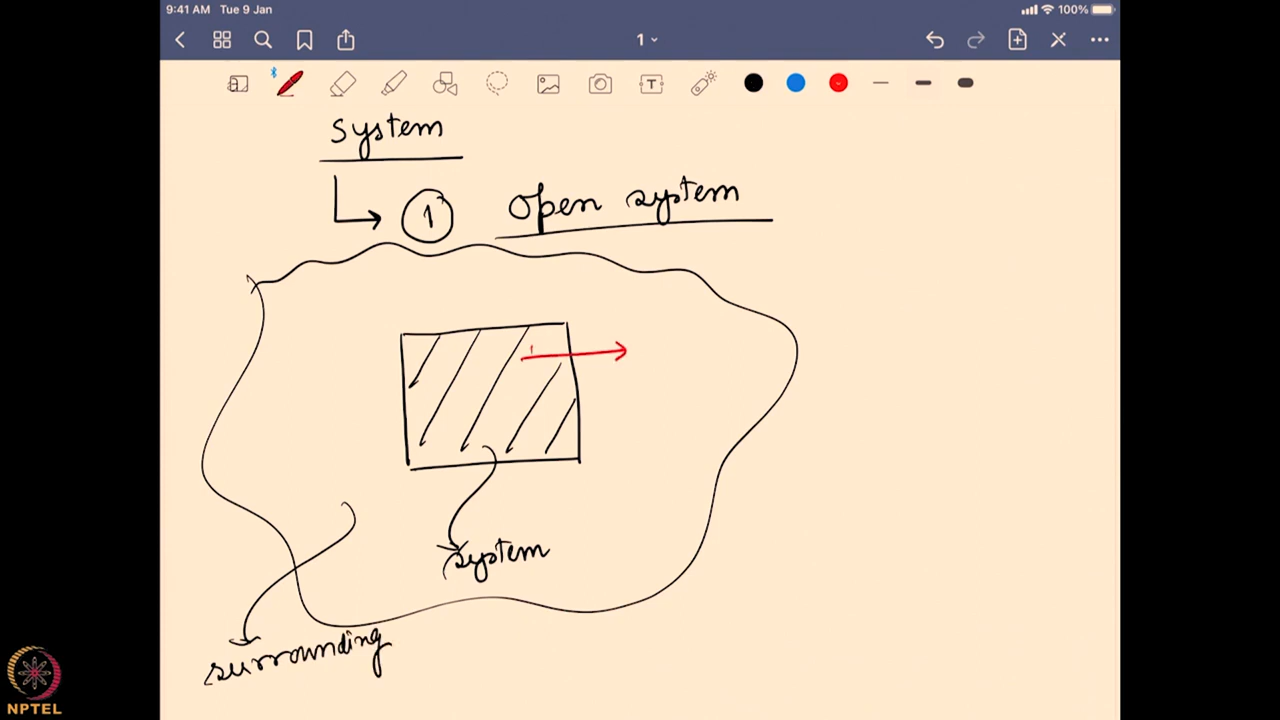 9:41 AM Tue 9 Jan
100%
1
T
system
1 open system
system
surrounding
NPTEL